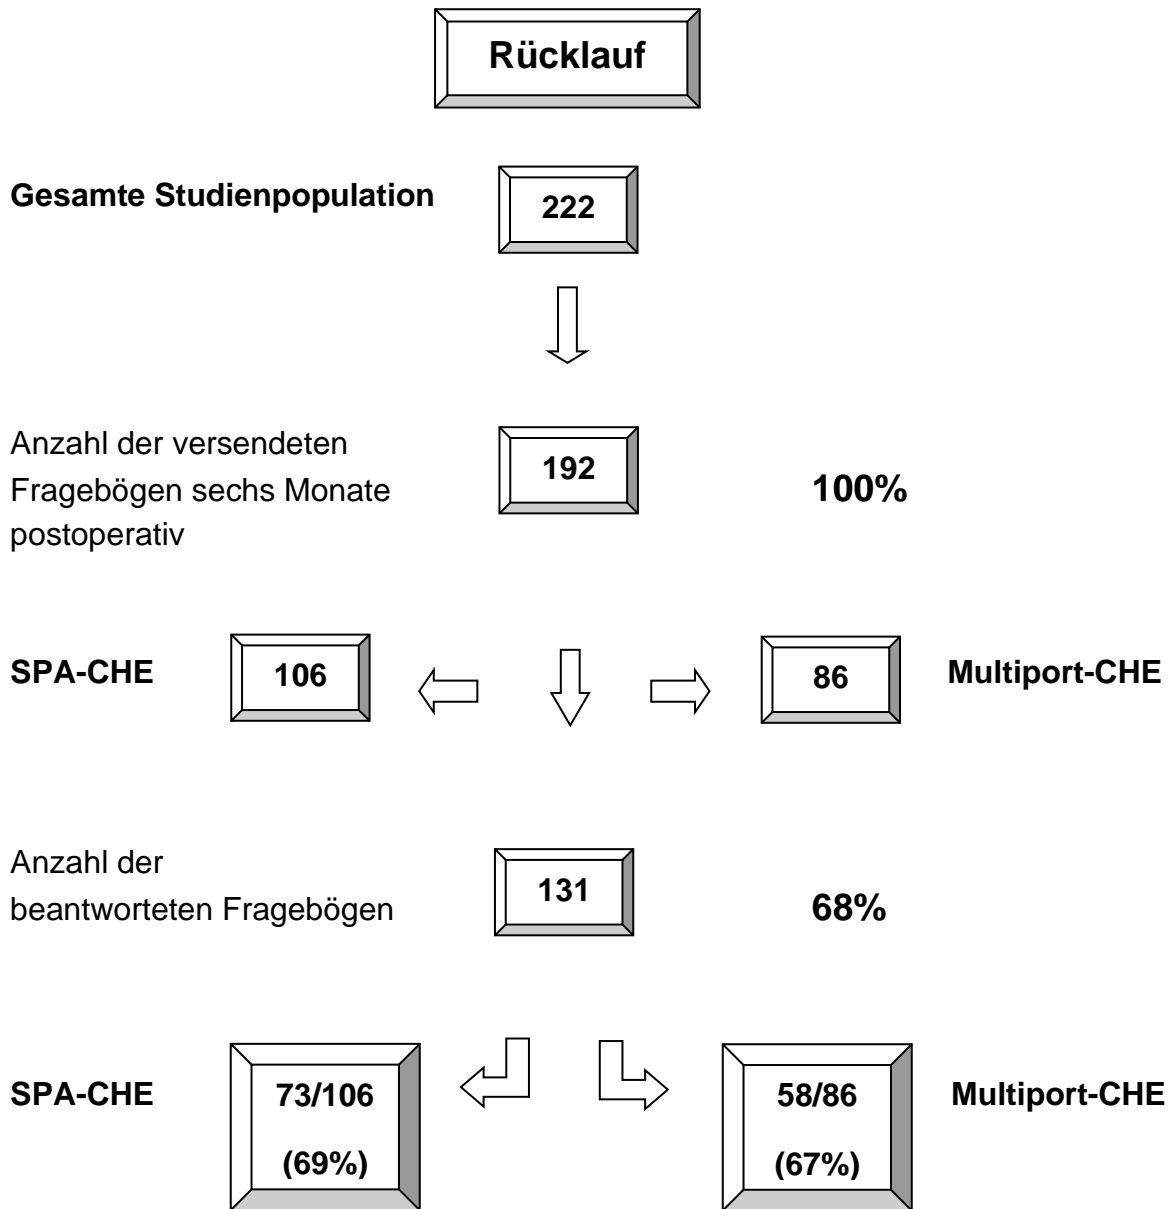 Rücklauf
Gesamte Studienpopulation
222
Anzahl der versendeten
Fragebögen sechs Monate
postoperativ
192
100%
SPA-CHE
106
86
Multiport-CHE
Anzahl der
beantworteten Fragebögen
131
68%
SPA-CHE
73/106
(69%)
58/86
(67%)
Multiport-CHE